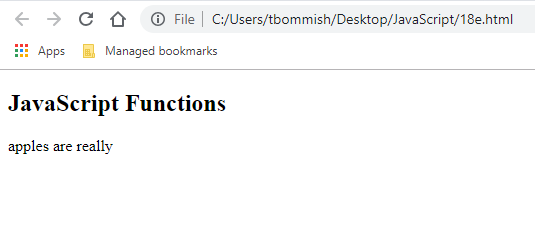 File | C:/Users/tbommish/Desktop/JavaScript/18e.html
Apps Managed bookmarks
JavaScript Functions
apples are really